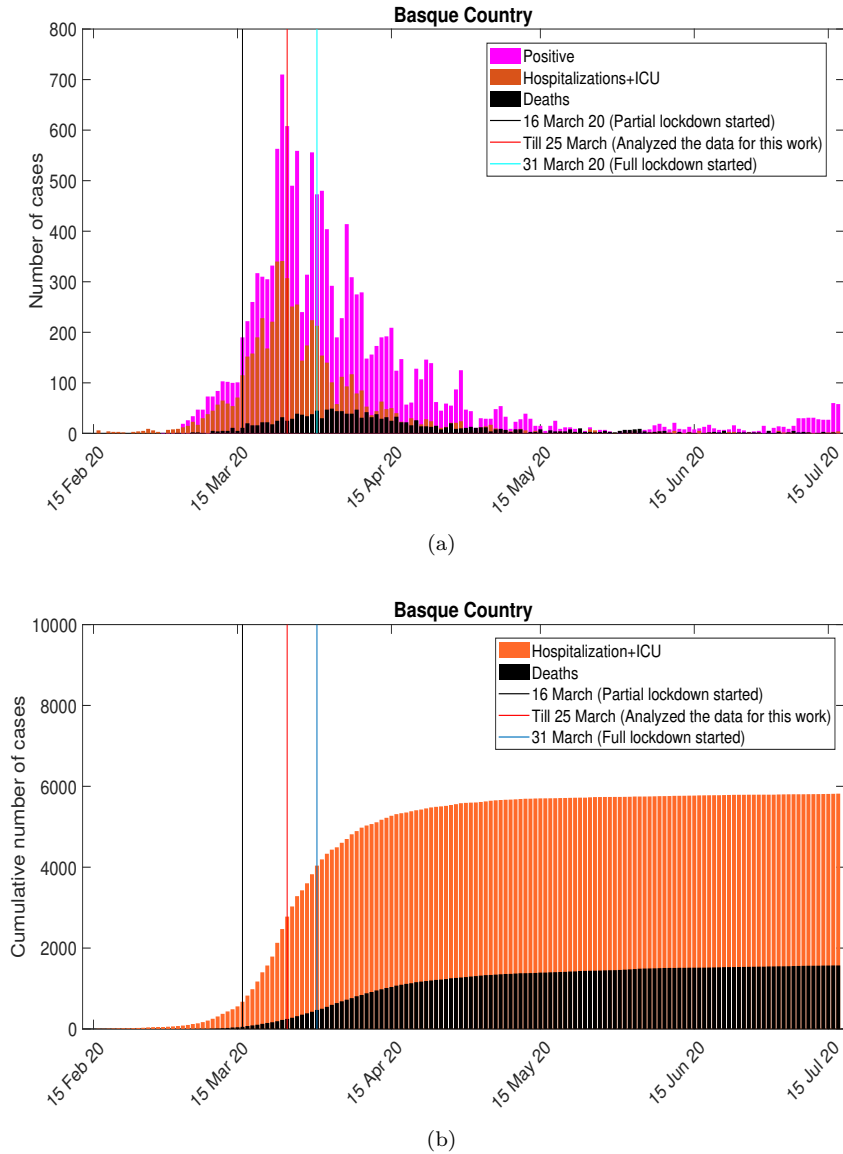 Basque Country
800
700
600
500
400
300
200
100
0
Number of cases
Positive
Hospitalizations+ICU
Deaths
16 March 20 (Partial lockdown started)
Till 25 March (Analyzed the data for this work)
31 March 20 (Full lockdown started)
15 Feb 20
15 Mar 20
15 Apr 20
15 May 20
15 Jun 20
15 Jul 20
(a)
Basque Country
10000
8000
6000
4000
2000
0
Cumulative number of cases
Hospitalization+ICU
Deaths
16 March (Partial lockdown started)
Till 25 March (Analyzed the data for this work)
31 March (Full lockdown started)
15 Feb 20
15 Mar 20
15 Apr 20
15 May 20
15 Jun 20
15 Jul 20
(b)